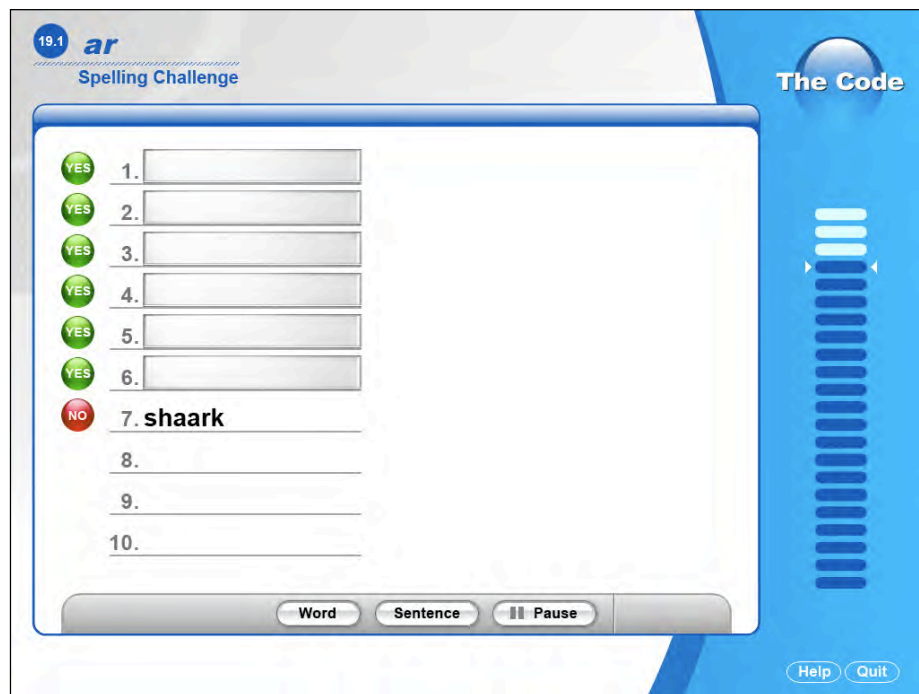 19.1 ar
Spelling Challenge
The Code
YES 1.
YES 2.
YES 3.
YES 4.
YES 5.
YES 6.
NO 7. shaark
8.
9.
10.
Word Sentence Pause
Help Quit